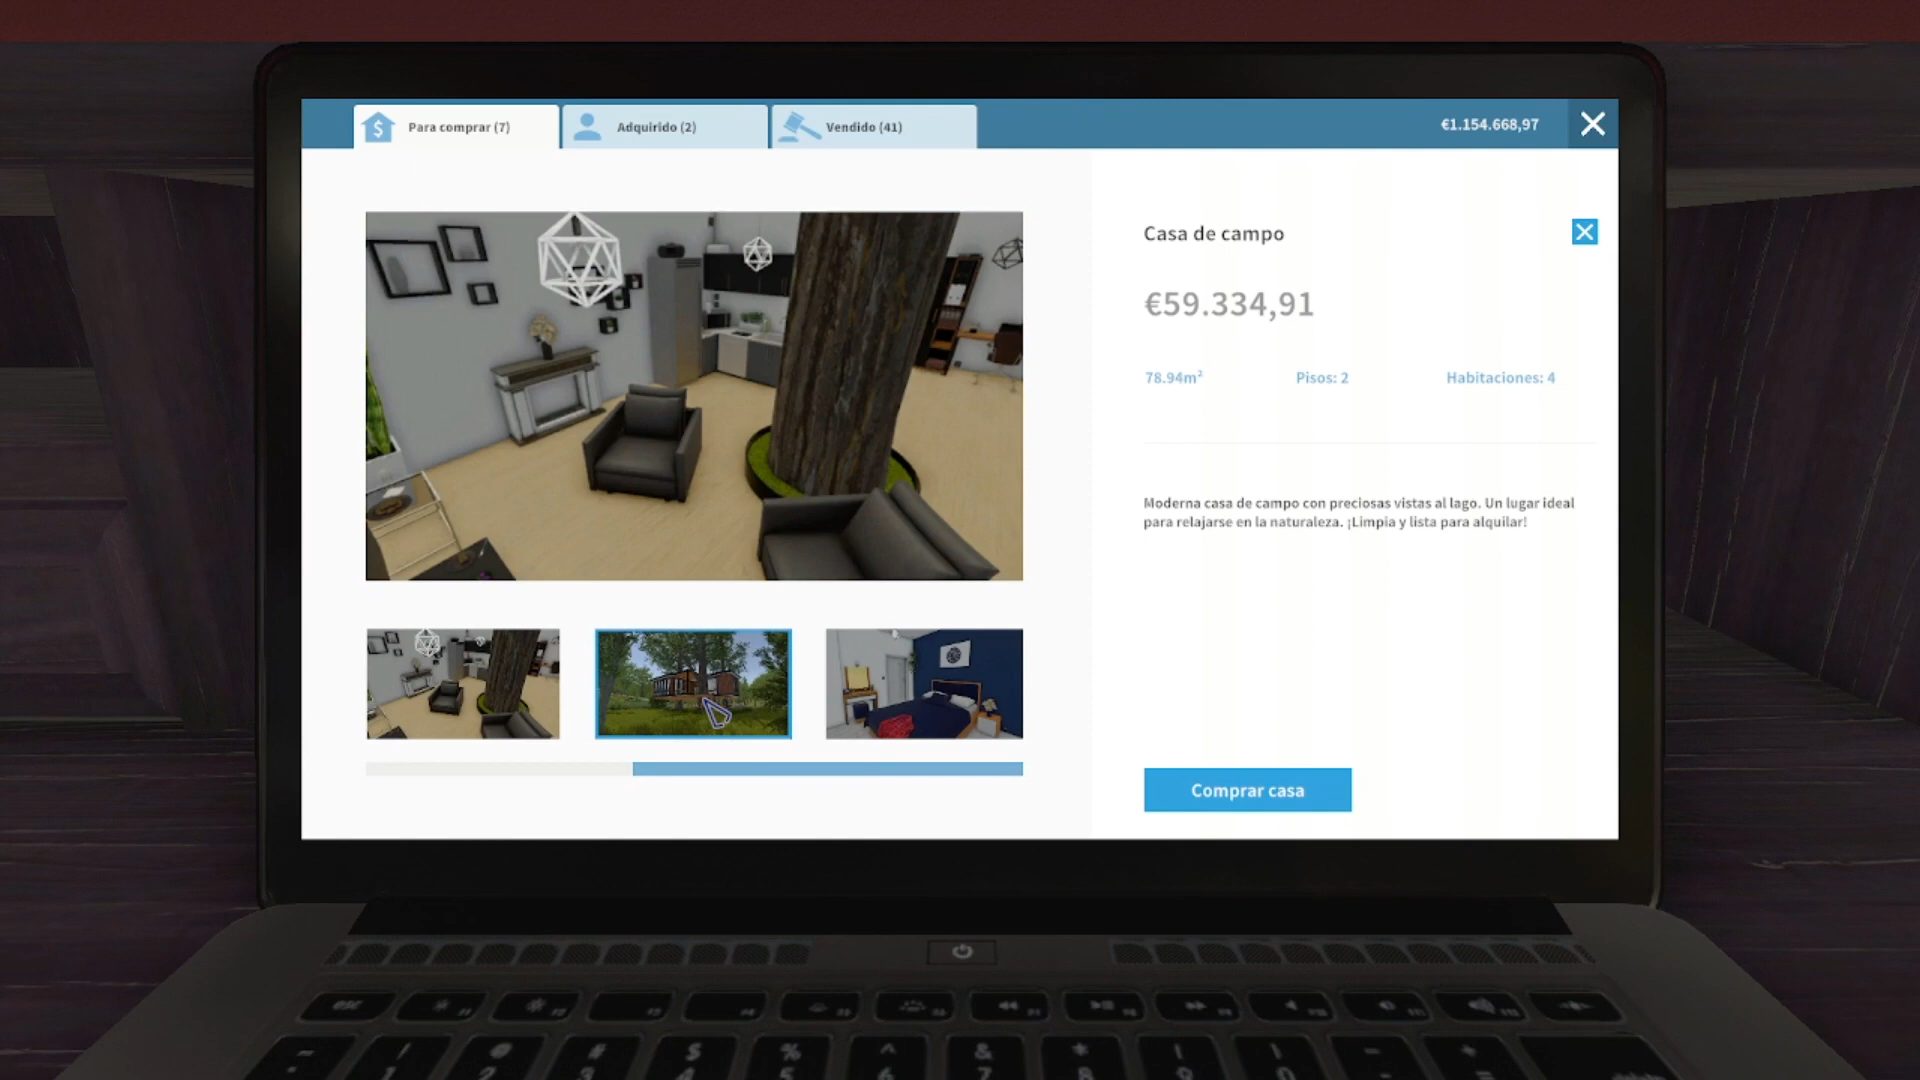 Para comprar (7)
Adquirido (2)
Vendido (41)
€1.154.668,97
Casa de campo
€59.334,91
78.94m²
Pisos: 2
Habitaciones: 4
Moderna casa de campo con preciosas vistas al lago. Un lugar ideal
para relajarse en la naturaleza. ¡Limpia y lista para alquilar!
Comprar casa
esc